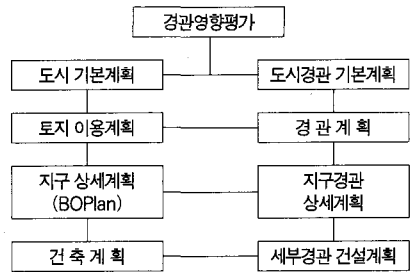 경관영향평가
도시 기본계획
도시경관 기본계획
토지 이용계획
경 관 계 획
지구 상세계획
(BOPlan)
지구경관
상세계획
건 축 계 획
세부경관 건설계획